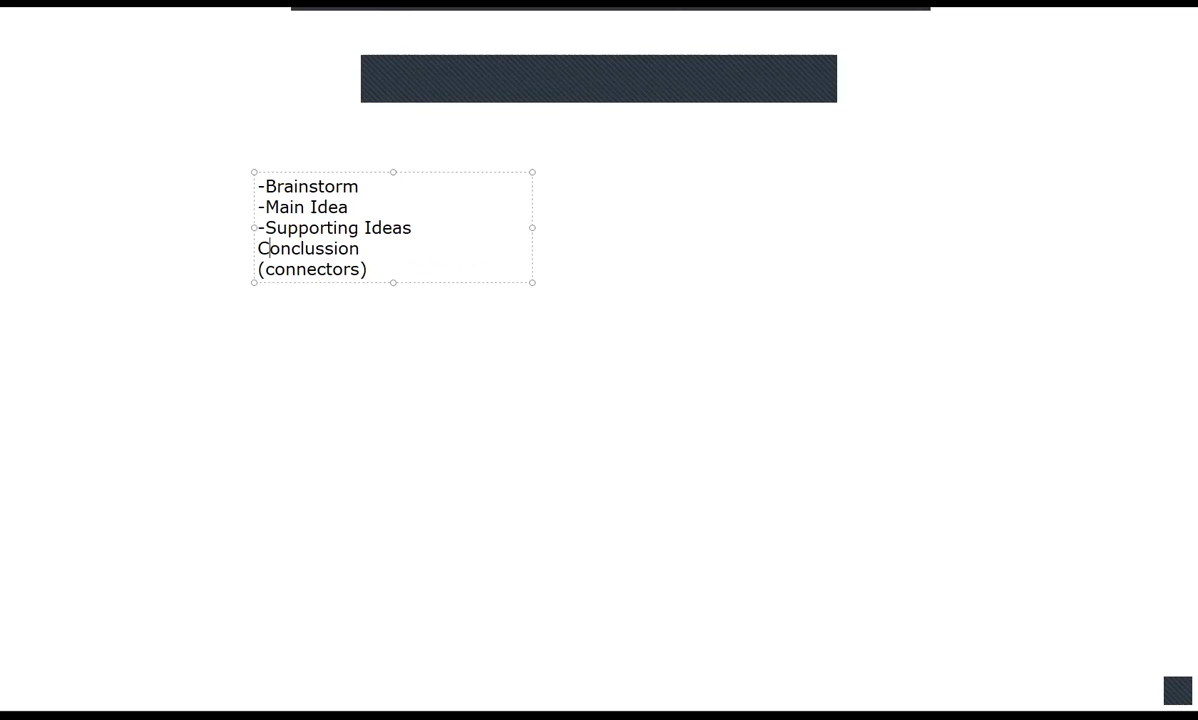 -Brainstorm
-Main Idea
-Supporting Ideas
Conclussion
(connectors)